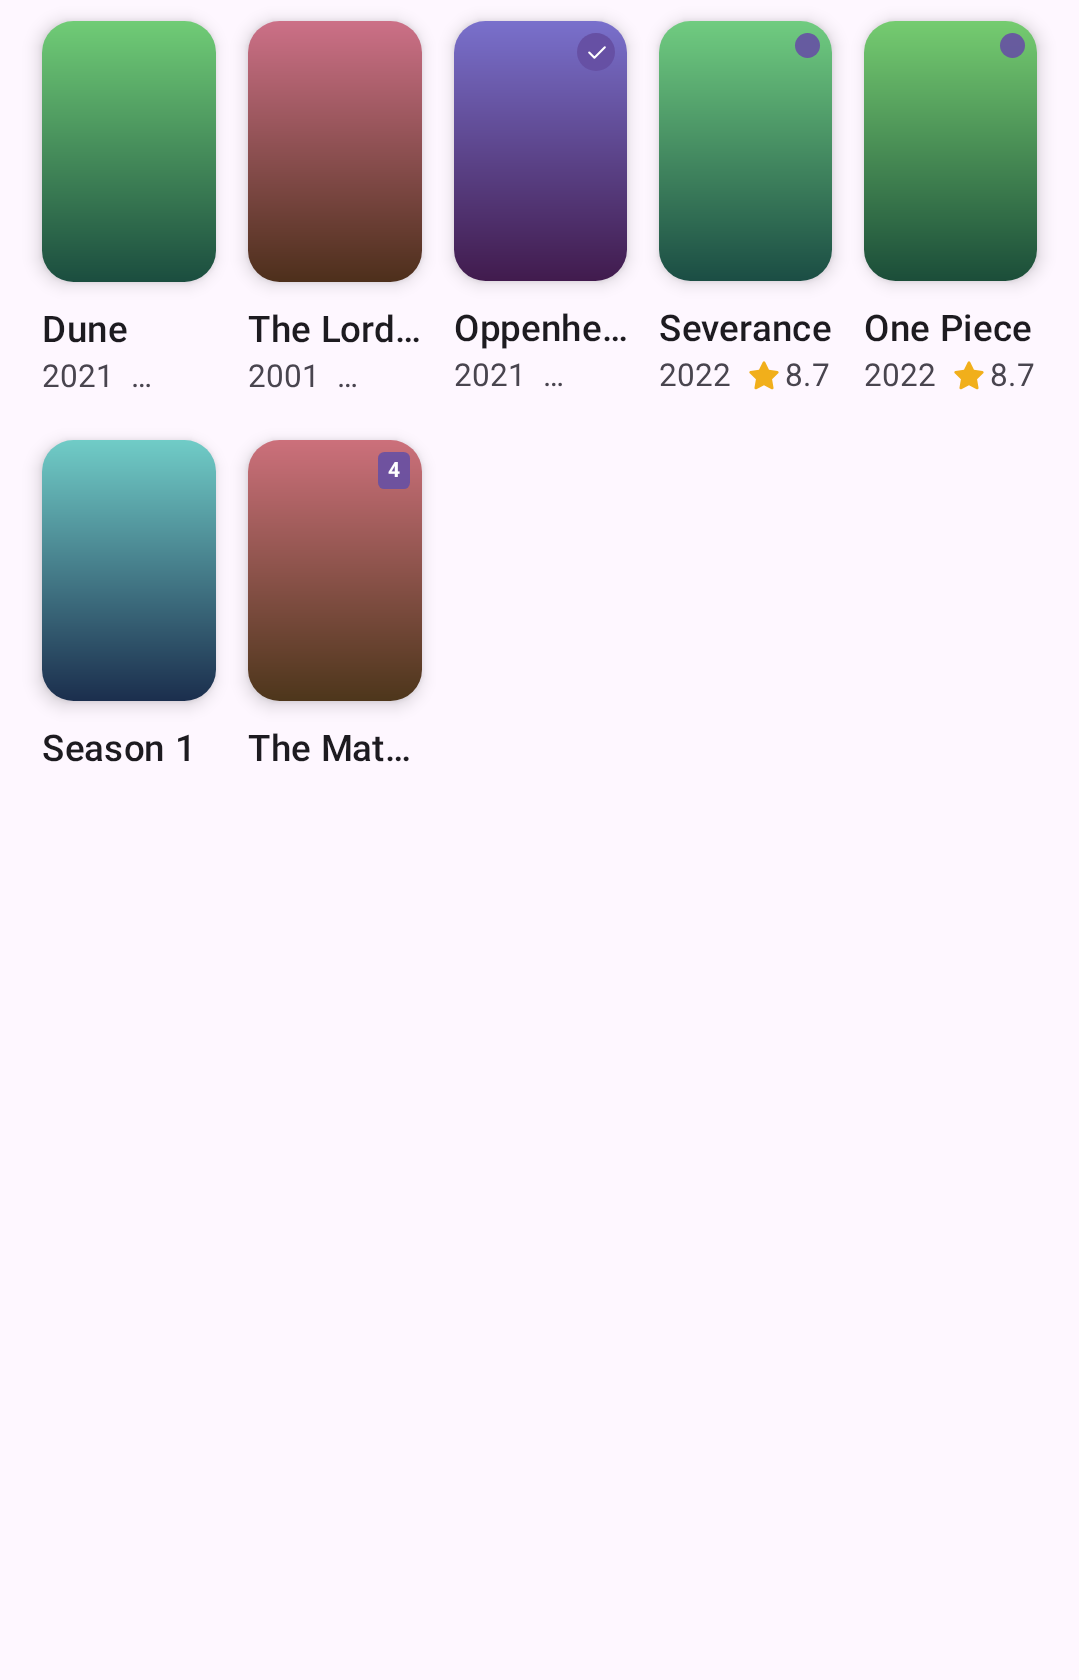 Dune
2021 ...
The Lord...
2001 ...
Oppenhe...
2021 ...
Severance
2022 8.7
One Piece
2022 8.7
Season 1
4
The Mat...